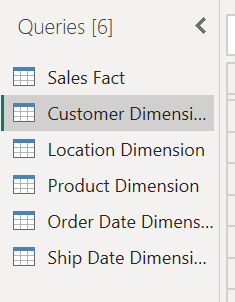 Queries [6]
Sales Fact
Customer Dimensi...
Location Dimension
Product Dimension
Order Date Dimens...
Ship Date Dimensi...